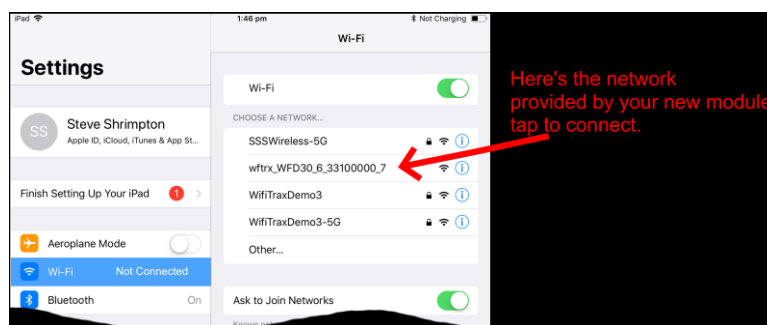 iPad
1:46 pm
Not Charging
Wi-Fi
Settings
SS
Steve Shrimpton
Apple ID, iCloud, iTunes & App St...
Finish Setting Up Your iPad
1
Aeroplane Mode
Wi-Fi
Not Connected
Bluetooth
On
Wi-Fi
CHOOSE A NETWORK...
SSSWireless-5G
wftrx_WFD30_6_33100000_7
WifiTraxDemo3
WifiTraxDemo3-5G
Other...
Ask to Join Networks
Here's the network
provided by your new module
tap to connect.